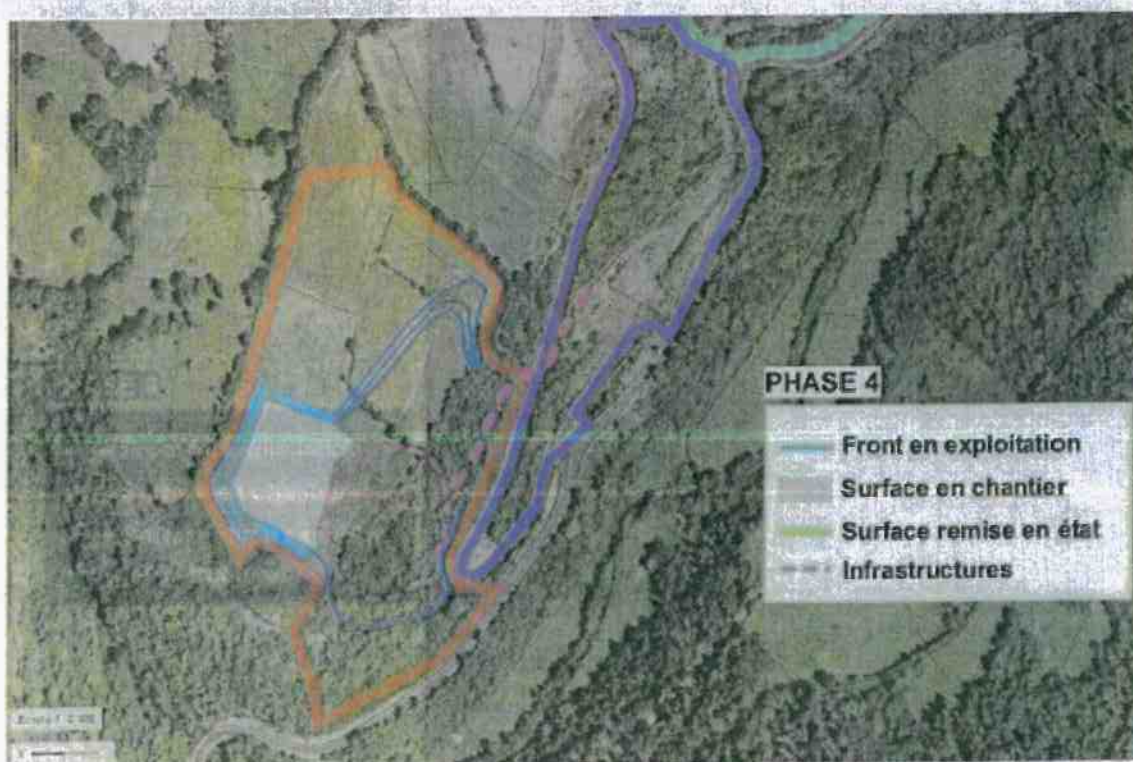 PHASE 4
Front en exploitation
Surface en chantier
Surface remise en état
Infrastructures